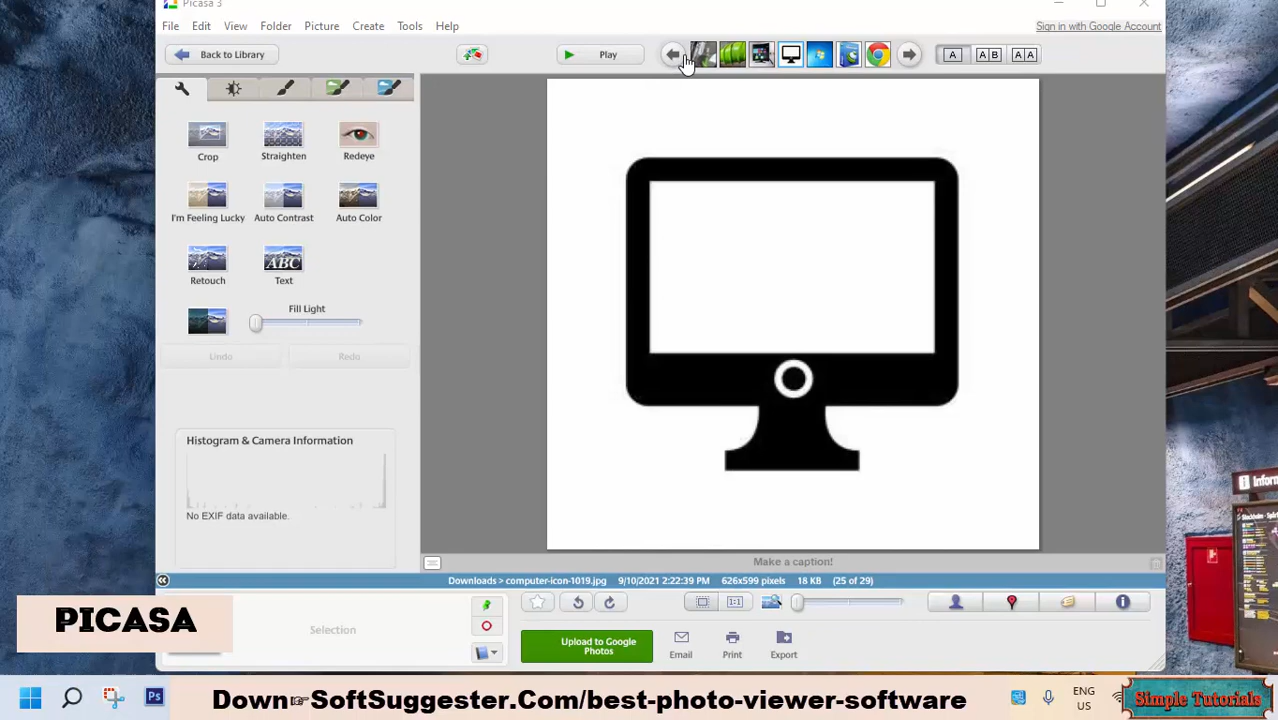 Picasa 3
File Edit View Folder Picture Create Tools Help
Sign in with Google Account
Back to Library
Play
A
A B
A A
Crop
Straighten
Redeye
I'm Feeling Lucky
Auto Contrast
Auto Color
ABC
Retouch
Text
Fill Light
Undo
Redo
Histogram & Camera Information
No EXIF data available.
Make a caption!
Downloads > computer-icon-1019.jpg 9/10/2021 2:22:39 PM 626x599 pixels 18 KB (25 of 29)
1:1
Selection
Upload to Google
Photos
Email
Print
Export
PICASA
Ps
Down☞SoftSuggester.Com/best-photo-viewer-software
ENG
US
Simple Tutorials